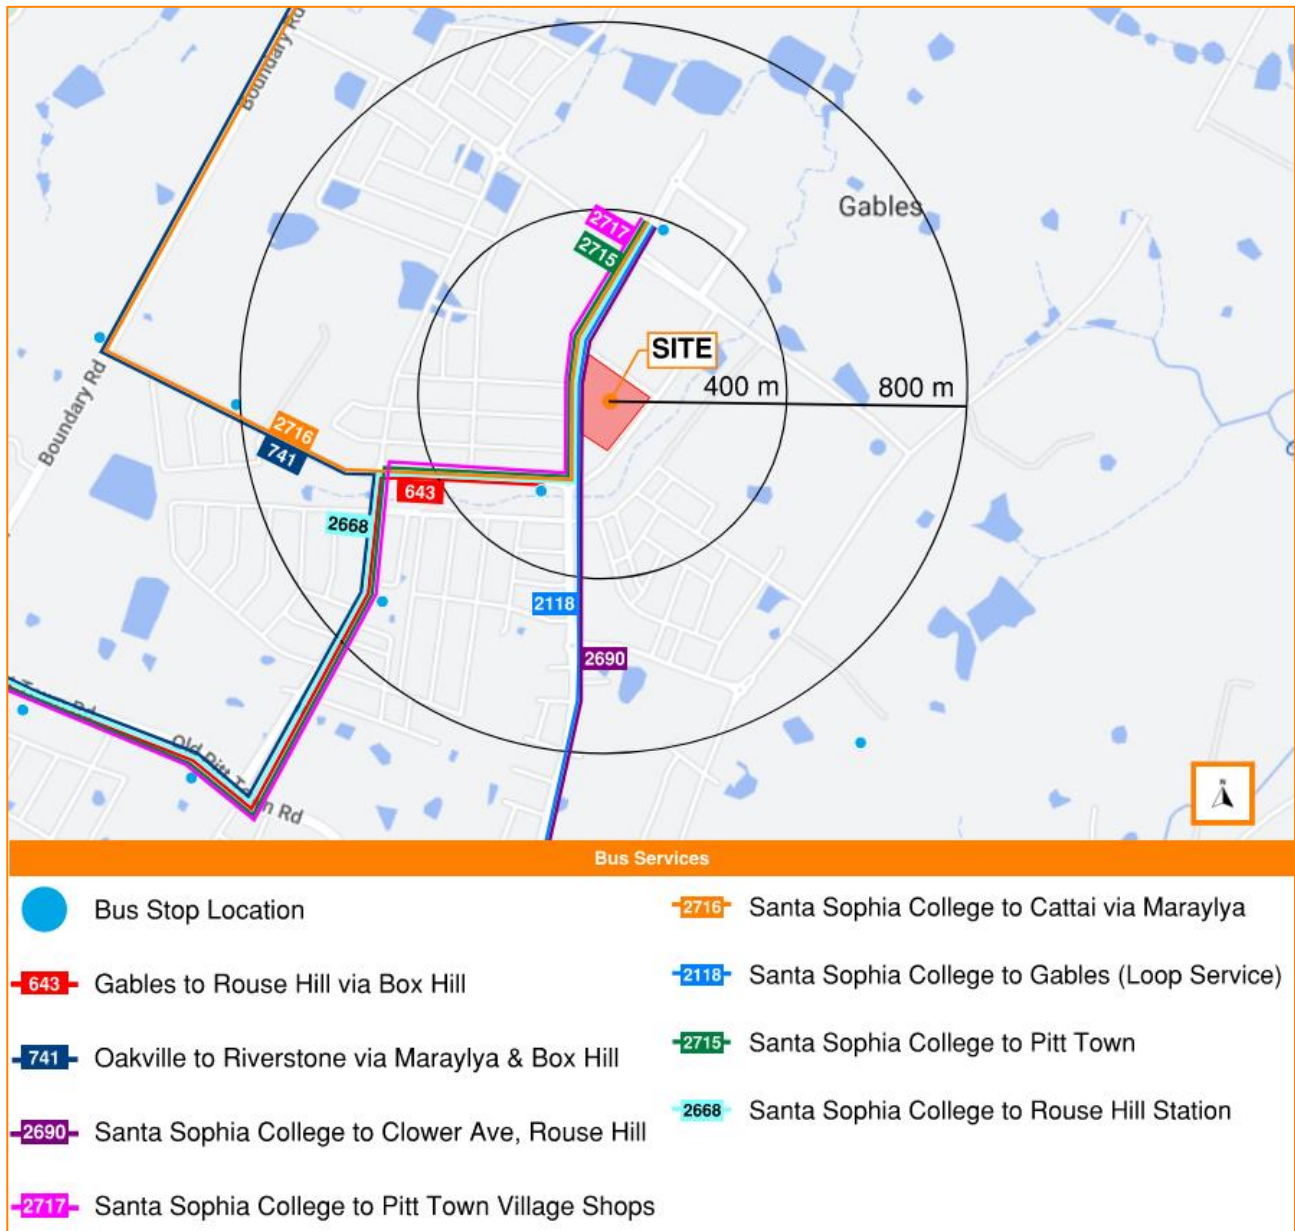 Boundary Rd
Gables
2717
2715
SITE
400 m
800 m
Boundary Rd
2716
741
643
2668
2118
2690
Town Rd
Old Pitt Town Rd
N
Bus Services
Bus Stop Location
643 Gables to Rouse Hill via Box Hill
741 Oakville to Riverstone via Maraylya & Box Hill
2690 Santa Sophia College to Clower Ave, Rouse Hill
2717 Santa Sophia College to Pitt Town Village Shops
2716 Santa Sophia College to Cattai via Maraylya
2118 Santa Sophia College to Gables (Loop Service)
2715 Santa Sophia College to Pitt Town
2668 Santa Sophia College to Rouse Hill Station